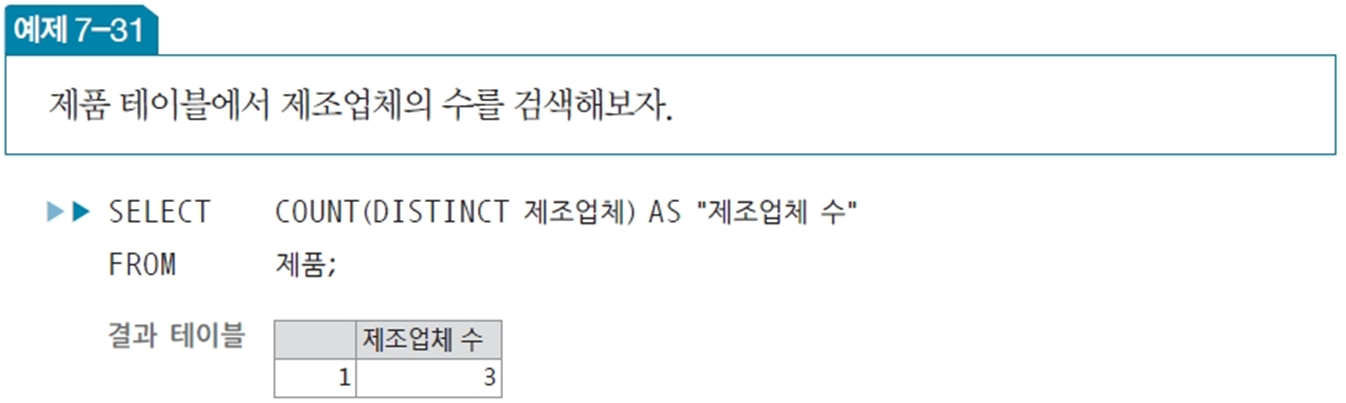 예제 7-31
제품 테이블에서 제조업체의 수를 검색해보자.
▶▶ SELECT COUNT(DISTINCT 제조업체) AS "제조업체 수"
FROM 제품;
결과 테이블
제조업체 수
1 3